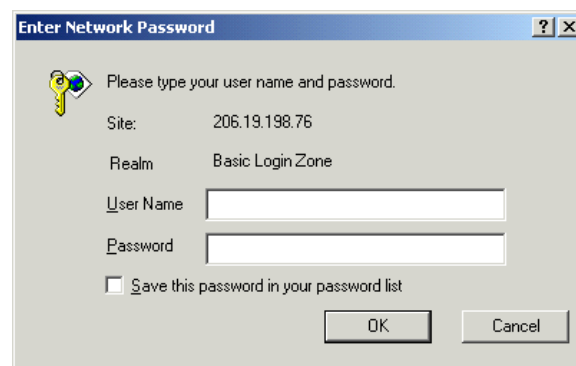 Enter Network Password
Please type your user name and password.
Site: 206.19.198.76
Realm Basic Login Zone
User Name
Password
Save this password in your password list
OK Cancel